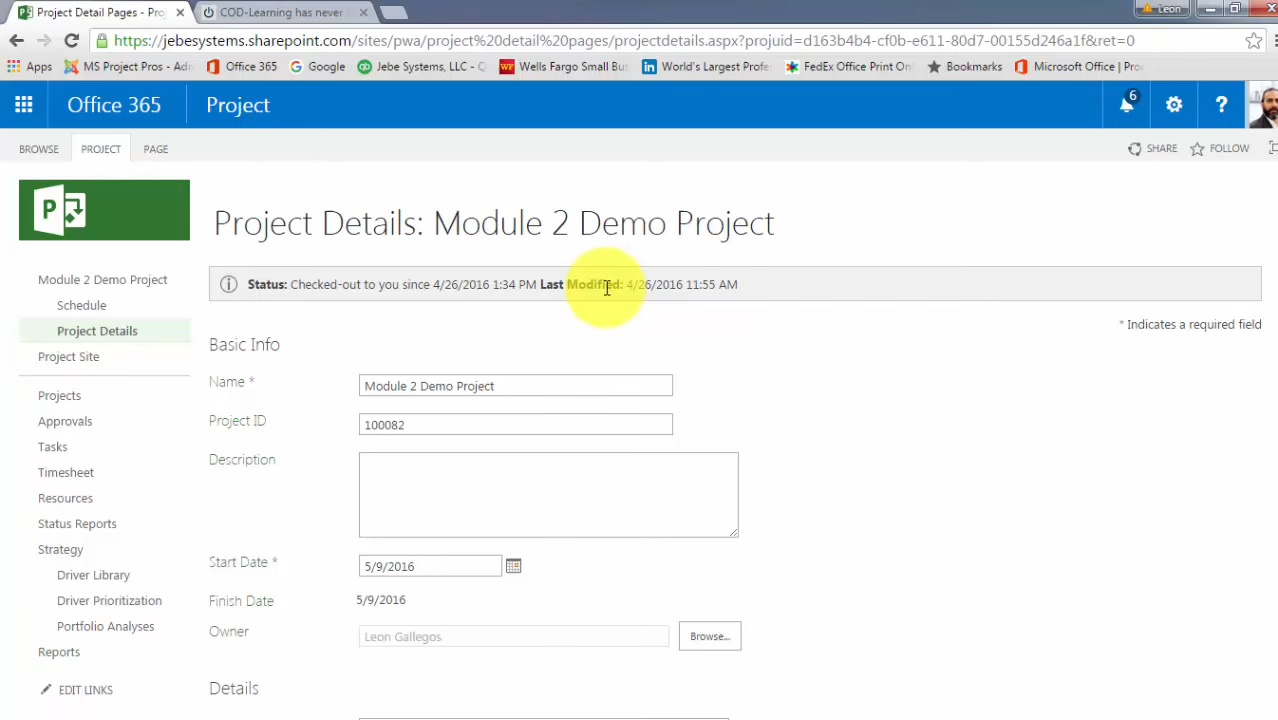 Project Detail Pages - Pro
COD-Learning has never
Leon
https://jebesystems.sharepoint.com/sites/pwa/project%20detail%20pages/projectdetails.aspx?projuid=d163b4b4-cf0b-e611-80d7-00155d246a1f&ret=0
Apps MS Project Pros - Adm Office 365 Google Jebe Systems, LLC - Q Wells Fargo Small Bus World's Largest Profe FedEx Office Print Onl Bookmarks Microsoft Office | Pro
Office 365 Project 6 ?
BROWSE PROJECT PAGE SHARE FOLLOW
P
Project Details: Module 2 Demo Project
Status: Checked-out to you since 4/26/2016 1:34 PM Last Modified: 4/26/2016 11:55 AM
* Indicates a required field
Module 2 Demo Project
Schedule
Project Details
Project Site
Projects
Approvals
Tasks
Timesheet
Resources
Status Reports
Strategy
Driver Library
Driver Prioritization
Portfolio Analyses
Reports
EDIT LINKS
Basic Info
Name * Module 2 Demo Project
Project ID 100082
Description
Start Date * 5/9/2016
Finish Date 5/9/2016
Owner Leon Gallegos Browse...
Details